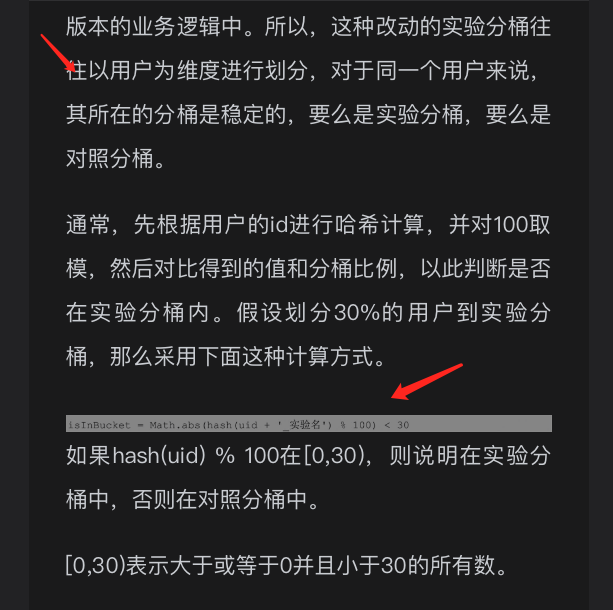 版本的业务逻辑中。所以，这种改动的实验分桶往
往以用户为维度进行划分，对于同一个用户来说，
其所在的分桶是稳定的，要么是实验分桶，要么是
对照分桶。
通常，先根据用户的id进行哈希计算，并对100取
模，然后对比得到的值和分桶比例，以此判断是否
在实验分桶内。假设划分30%的用户到实验分
桶，那么采用下面这种计算方式。
isInBucket = Math.abs(hash(uid + '_实验名') % 100) < 30
如果hash(uid) % 100在[0,30)，则说明在实验分
桶中，否则在对照分桶中。
[0,30)表示大于或等于0并且小于30的所有数。